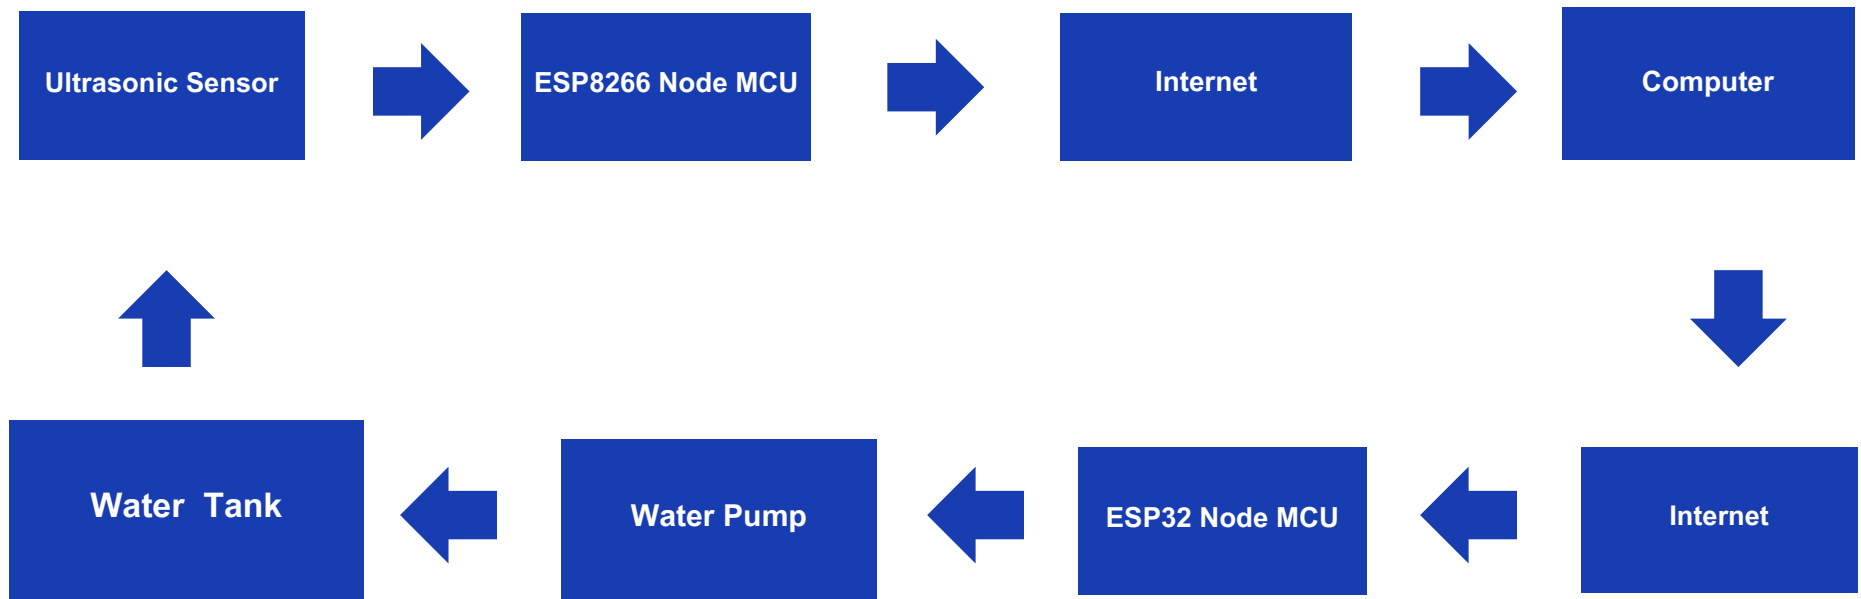 Ultrasonic Sensor
ESP8266 Node MCU
Internet
Computer
Water  Tank
Water Pump
ESP32 Node MCU
Internet